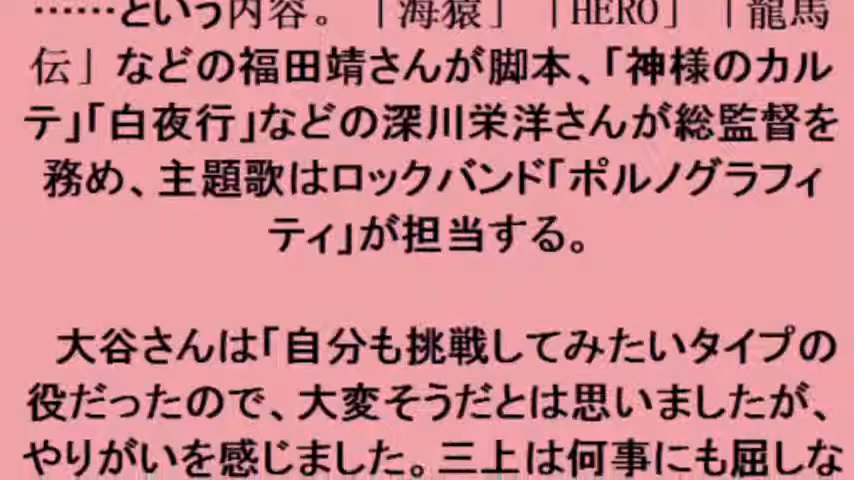 ……という内容。「海猿」「HERO」「龍馬
伝」などの福田靖さんが脚本、「神様のカル
テ」「白夜行」などの深川栄洋さんが総監督を
務め、主題歌はロックバンド「ポルノグラフィ
ティ」が担当する。
大谷さんは「自分も挑戦してみたいタイプの
役だったので、大変そうだとは思いましたが、
やりがいを感じました。三上は何事にも屈しな